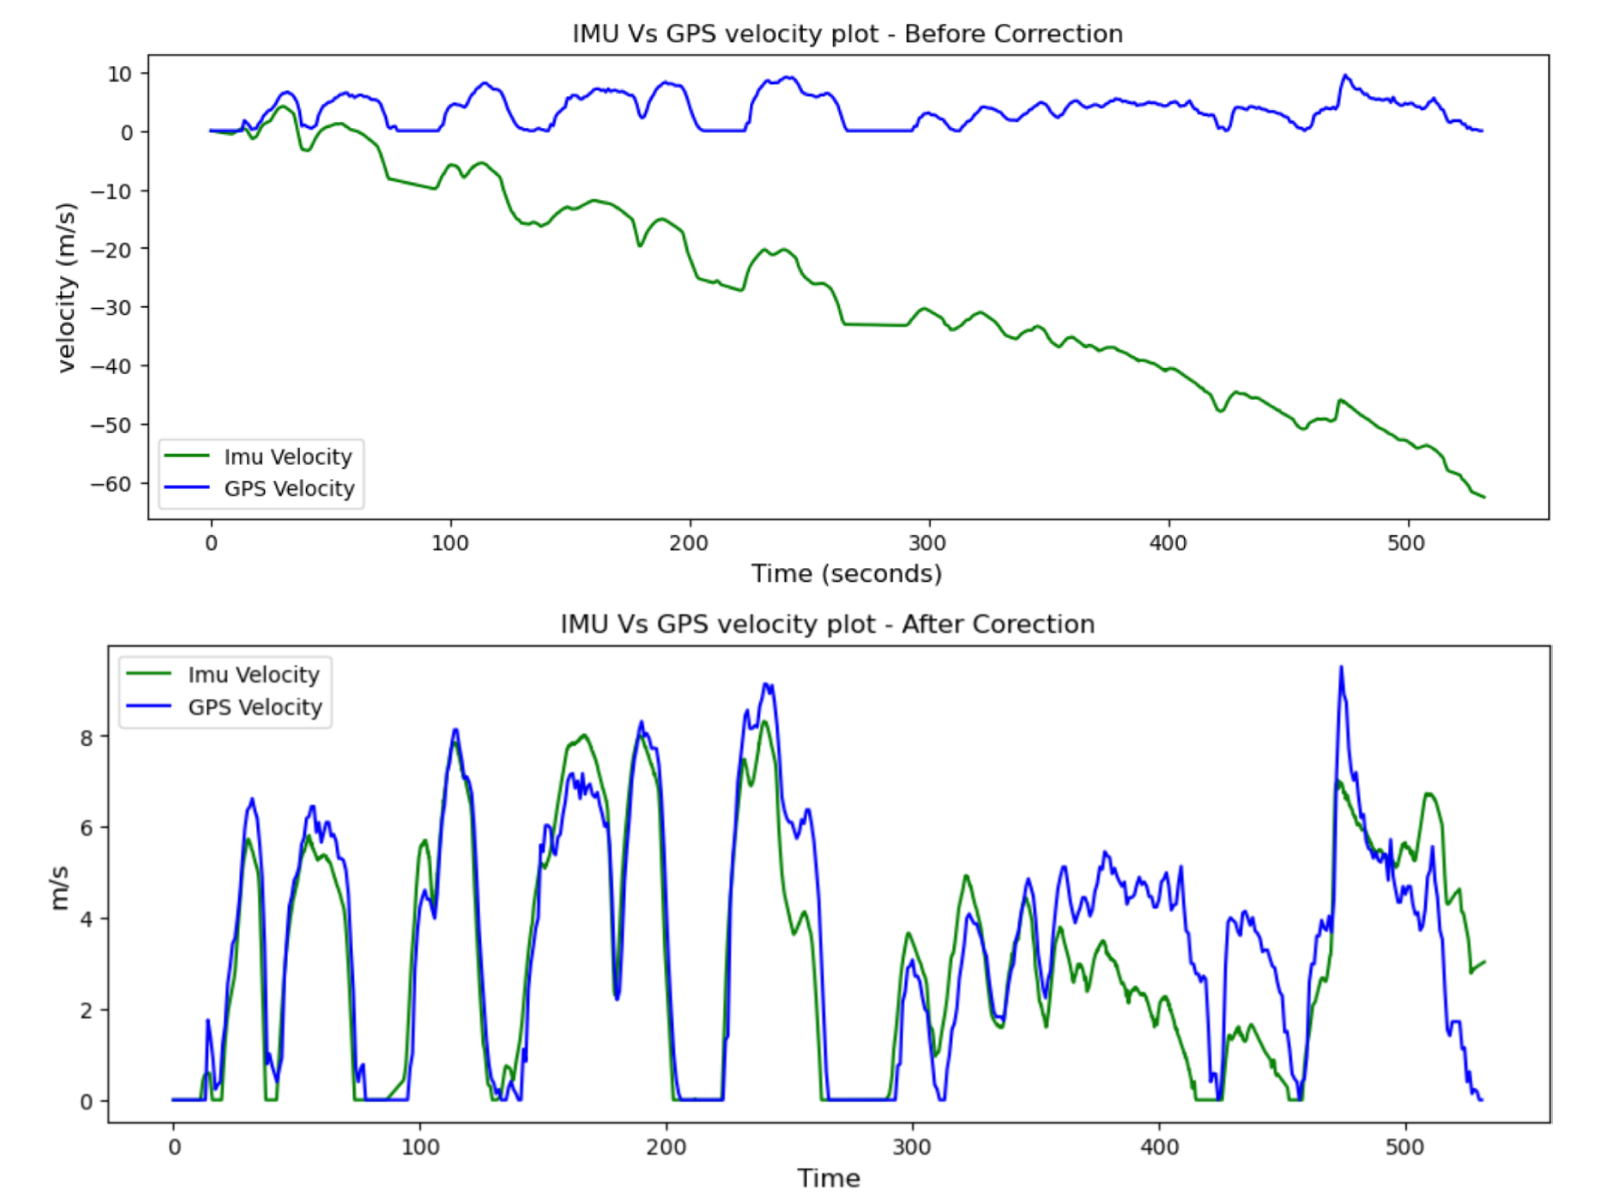 IMU Vs GPS velocity plot - Before Correction
10
0
−10
−20
−30
−40
−50
−60
velocity (m/s)
Imu Velocity
GPS Velocity
0 100 200 300 400 500
Time (seconds)
IMU Vs GPS velocity plot - After Corection
Imu Velocity
GPS Velocity
8
6
4
2
0
m/s
0 100 200 300 400 500
Time